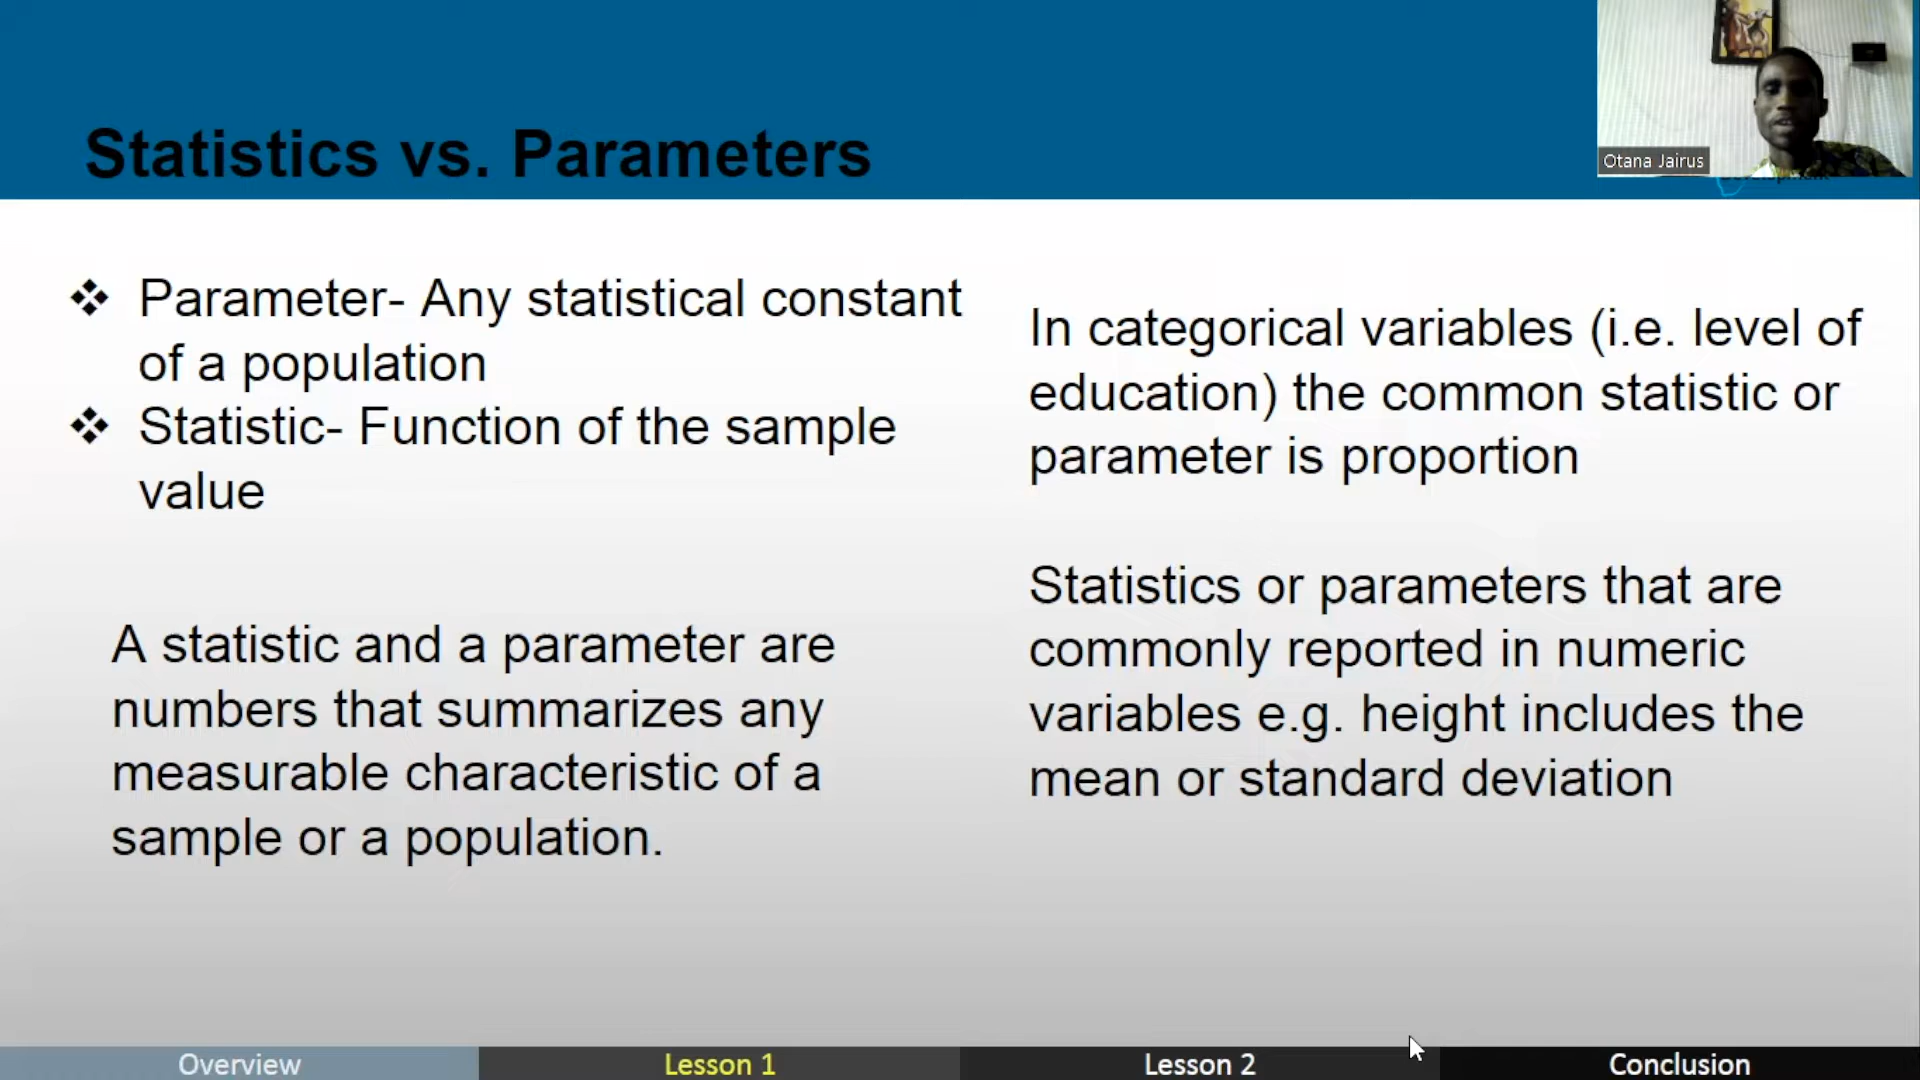 Statistics vs. Parameters
Otana Jairus
❖ Parameter- Any statistical constant
of a population
❖ Statistic- Function of the sample
value
A statistic and a parameter are
numbers that summarizes any
measurable characteristic of a
sample or a population.
In categorical variables (i.e. level of
education) the common statistic or
parameter is proportion
Statistics or parameters that are
commonly reported in numeric
variables e.g. height includes the
mean or standard deviation
Overview
Lesson 1
Lesson 2
Conclusion